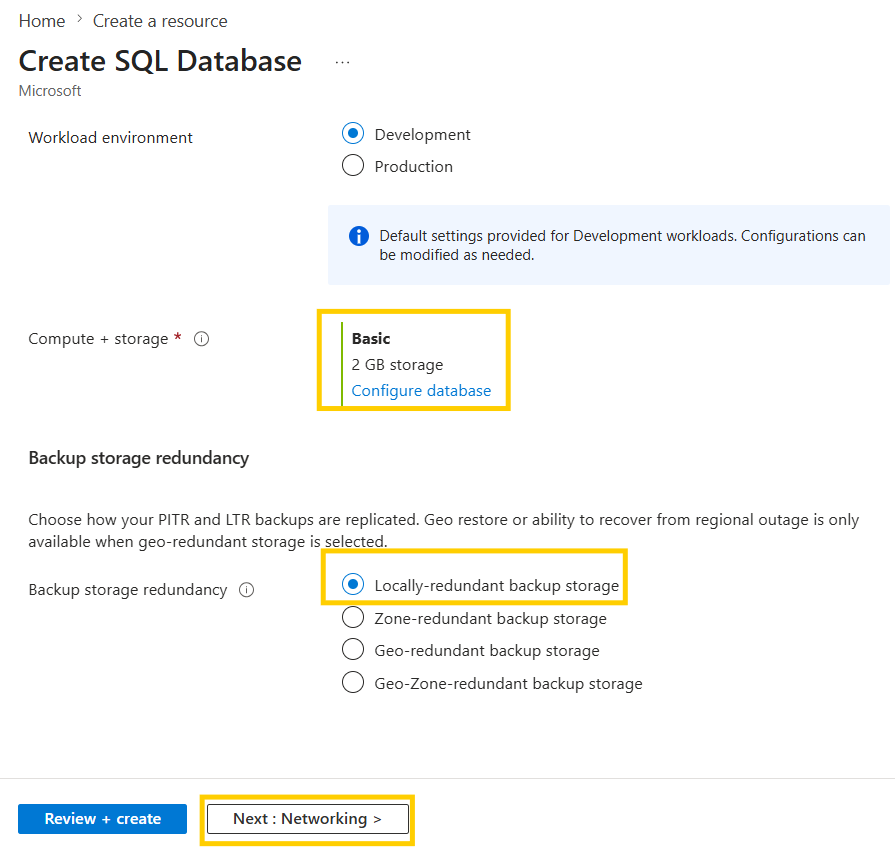 Home > Create a resource
Create SQL Database ...
Microsoft
Workload environment
Development
Production
Default settings provided for Development workloads. Configurations can
be modified as needed.
Compute + storage *
Basic
2 GB storage
Configure database
Backup storage redundancy
Choose how your PITR and LTR backups are replicated. Geo restore or ability to recover from regional outage is only
available when geo-redundant storage is selected.
Backup storage redundancy
Locally-redundant backup storage
Zone-redundant backup storage
Geo-redundant backup storage
Geo-Zone-redundant backup storage
Review + create
Next : Networking >